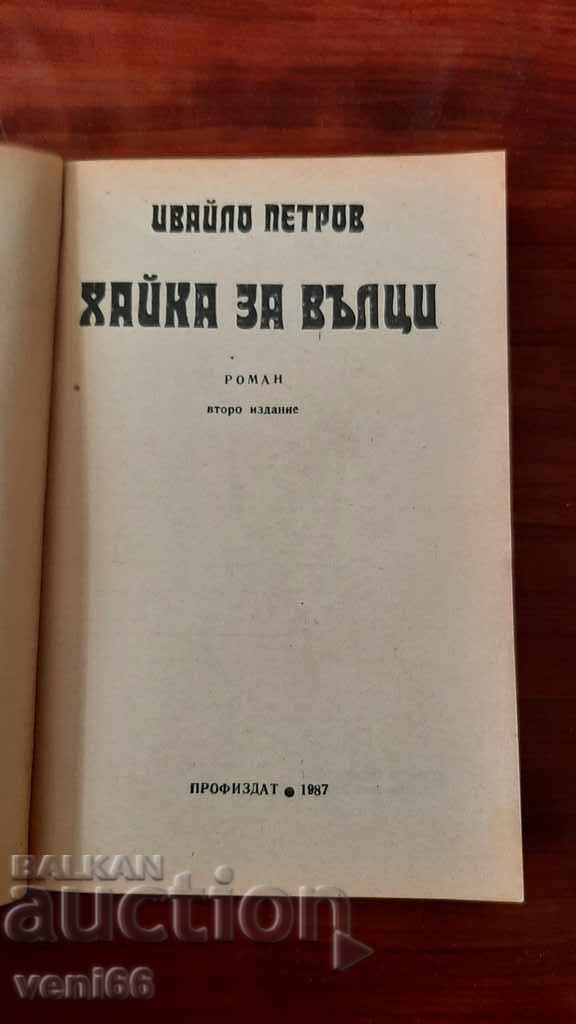 ИВАЙЛО ПЕТРОВ
ХАЙКА ЗА ВЪЛЦИ
РОМАН
второ издание
ПРОФИЗДАТ • 1987
BALKAN
auction
veni66